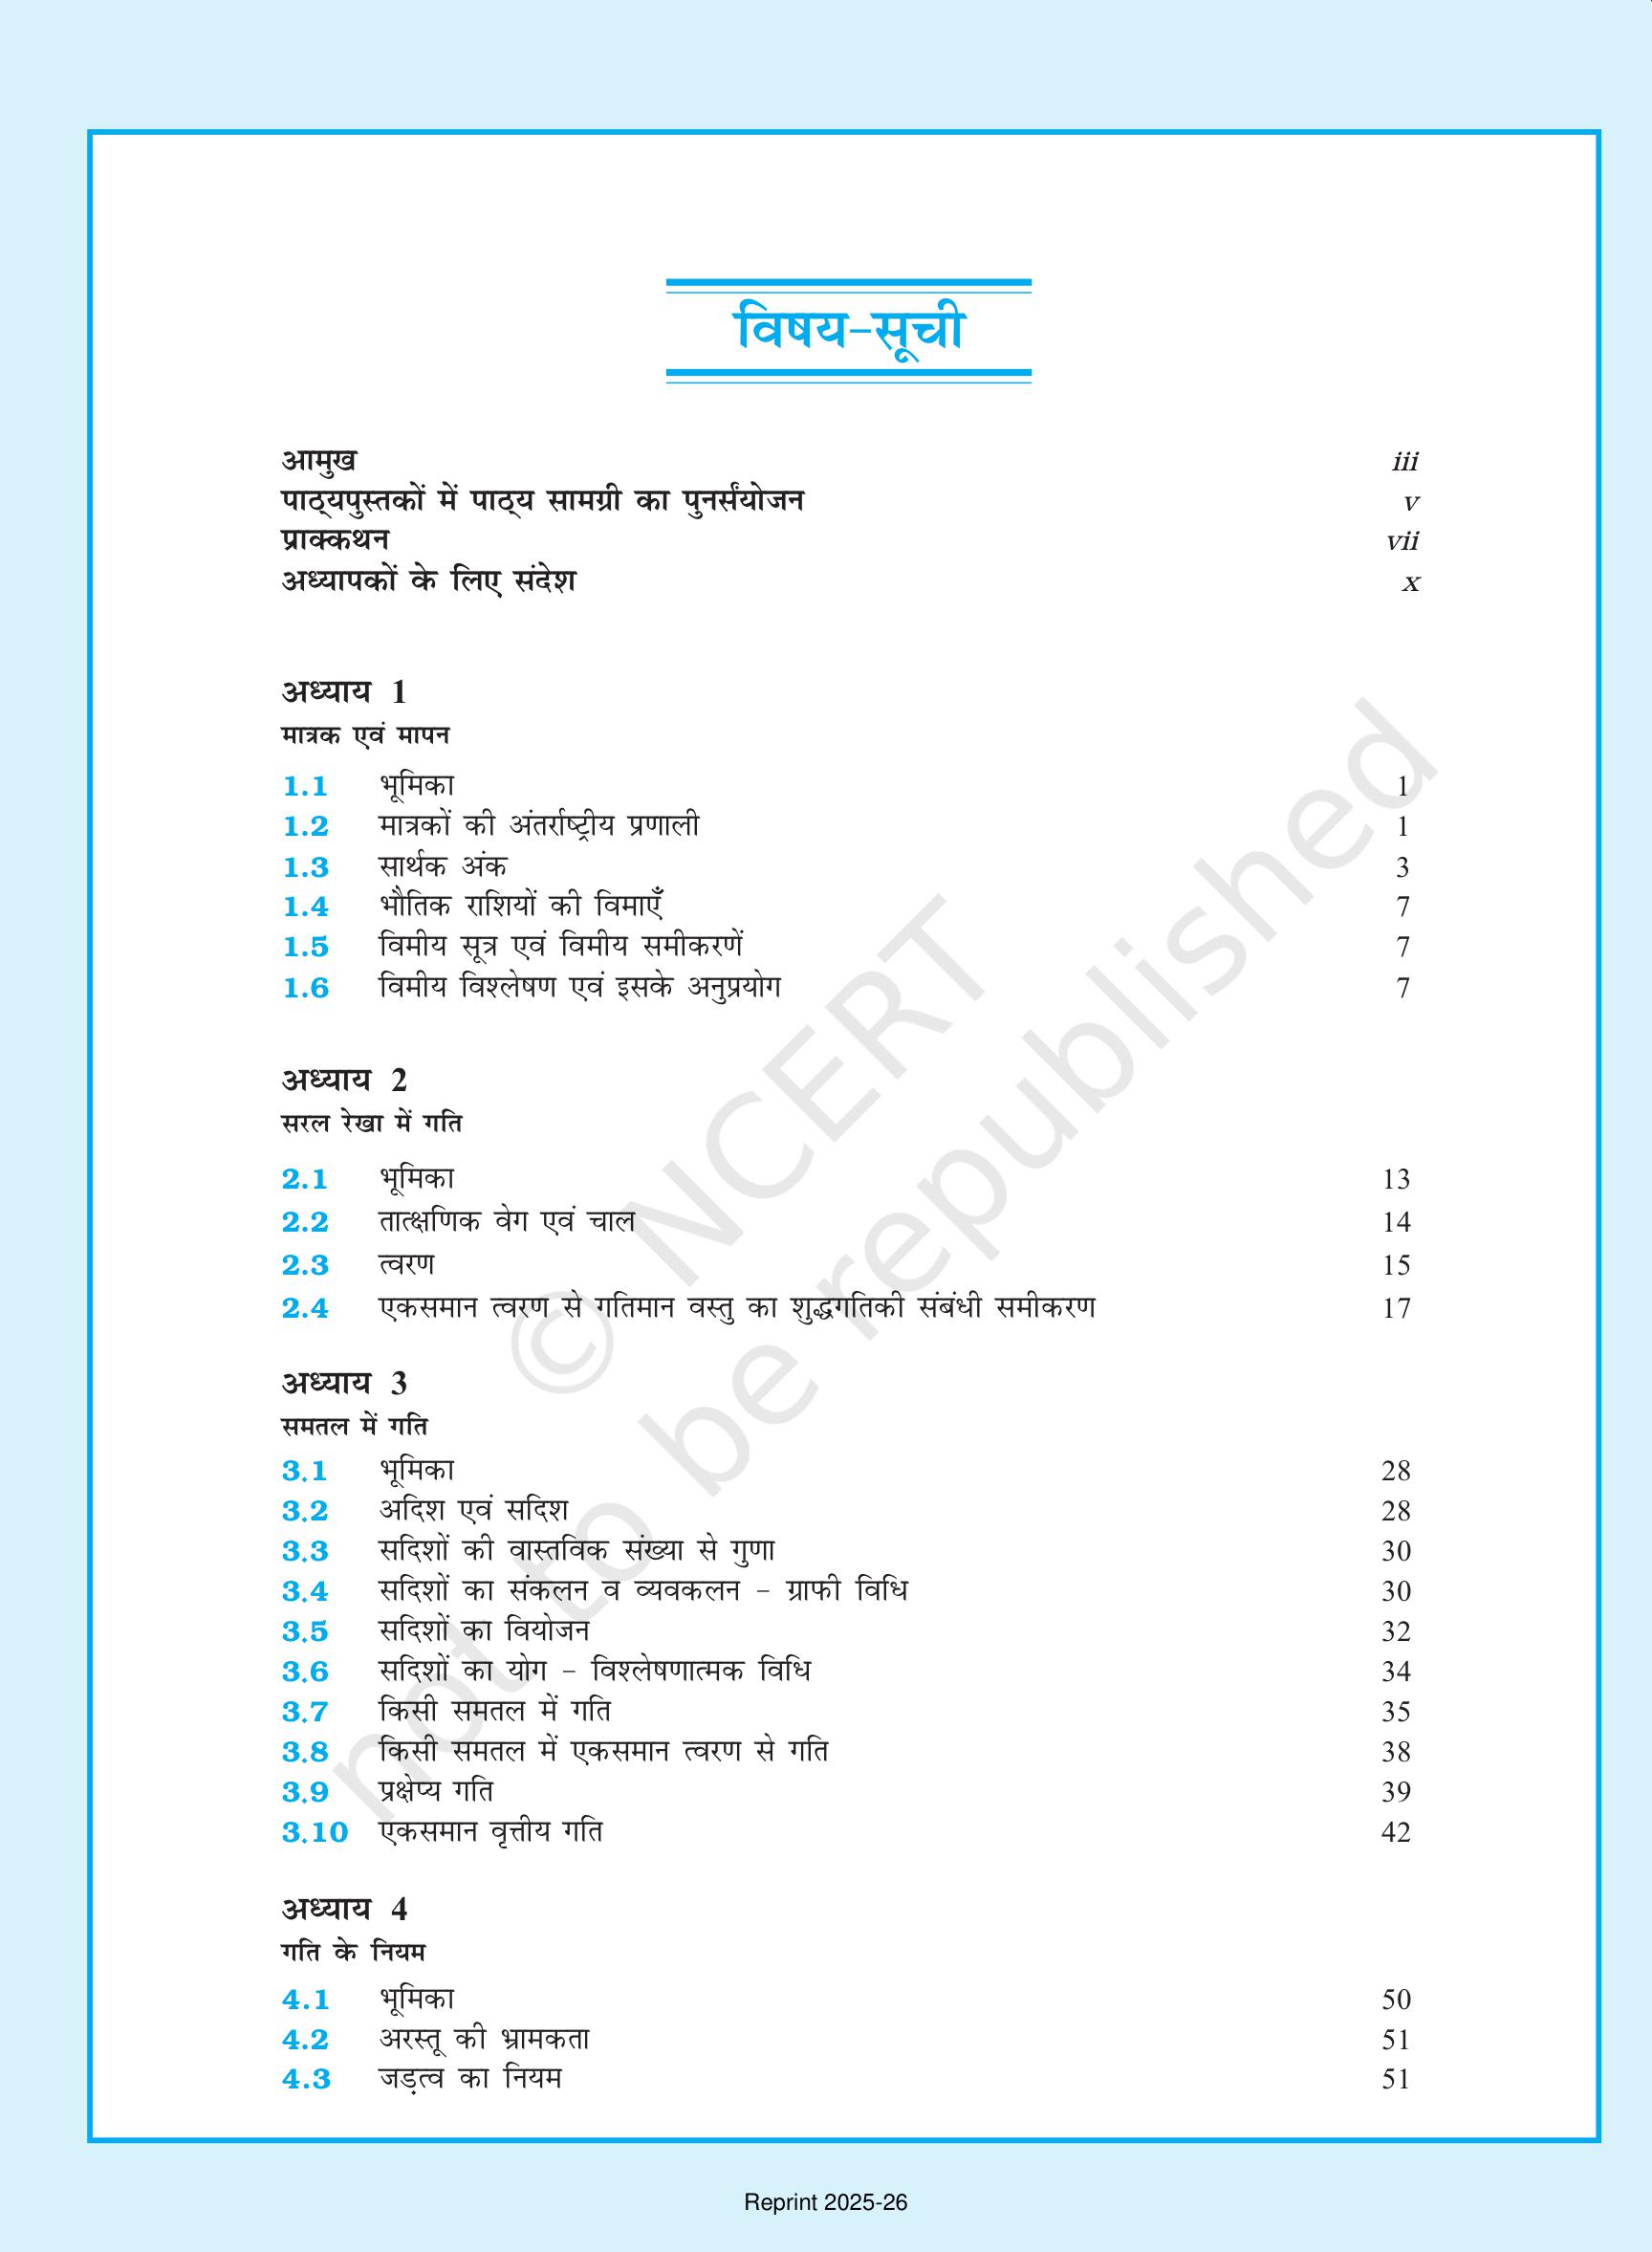 विषय-सूची
आमुख iii
पाठ्यपुस्तकों में पाठ्य सामग्री का पुनर्संयोजन v
प्राक्कथन vii
अध्यापकों के लिए संदेश x
अध्याय 1
मात्रक एवं मापन
1.1 भूमिका 1
1.2 मात्रकों की अंतर्राष्ट्रीय प्रणाली 1
1.3 सार्थक अंक 3
1.4 भौतिक राशियों की विमाएँ 7
1.5 विमीय सूत्र एवं विमीय समीकरणें 7
1.6 विमीय विश्लेषण एवं इसके अनुप्रयोग 7
अध्याय 2
सरल रेखा में गति
2.1 भूमिका 13
2.2 तात्क्षणिक वेग एवं चाल 14
2.3 त्वरण 15
2.4 एकसमान त्वरण से गतिमान वस्तु का शुद्धगतिकी संबंधी समीकरण 17
अध्याय 3
समतल में गति
3.1 भूमिका 28
3.2 अदिश एवं सदिश 28
3.3 सदिशों की वास्तविक संख्या से गुणा 30
3.4 सदिशों का संकलन व व्यवकलन - ग्राफी विधि 30
3.5 सदिशों का वियोजन 32
3.6 सदिशों का योग - विश्लेषणात्मक विधि 34
3.7 किसी समतल में गति 35
3.8 किसी समतल में एकसमान त्वरण से गति 38
3.9 प्रक्षेप्य गति 39
3.10 एकसमान वृत्तीय गति 42
अध्याय 4
गति के नियम
4.1 भूमिका 50
4.2 अरस्तू की भ्रामकता 51
4.3 जड़त्व का नियम 51
© NCERT
not to be republished
Reprint 2025-26